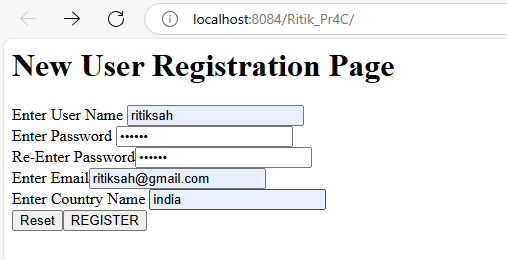 localhost:8084/Ritik_Pr4C/
New User Registration Page
Enter User Name ritiksah
Enter Password ••••••
Re-Enter Password ••••••
Enter Email ritiksah@gmail.com
Enter Country Name india
Reset REGISTER